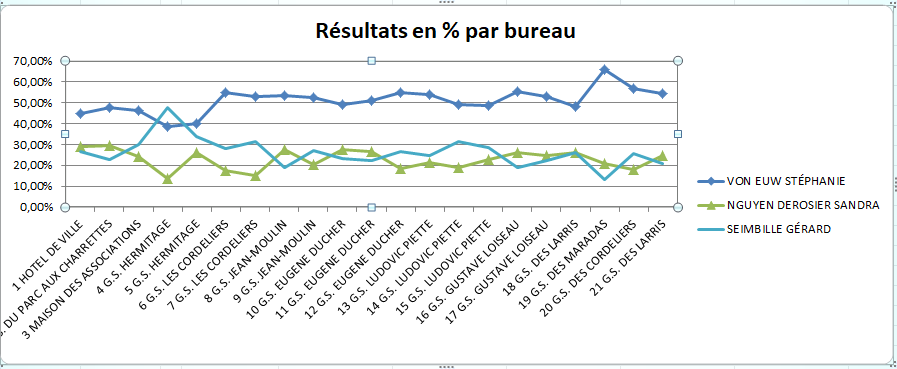 Résultats en % par bureau
70,00%
60,00%
50,00%
40,00%
30,00%
20,00%
10,00%
0,00%
1 HOTEL DE VILLE
DU PARC AUX CHARRETTES
3 MAISON DES ASSOCIATIONS
4 G.S. HERMITAGE
5 G.S. HERMITAGE
6 G.S. LES CORDELIERS
7 G.S. LES CORDELIERS
8 G.S. JEAN-MOULIN
9 G.S. JEAN-MOULIN
10 G.S. EUGENE DUCHER
11 G.S. EUGENE DUCHER
12 G.S. EUGENE DUCHER
13 G.S. LUDOVIC PIETTE
14 G.S. LUDOVIC PIETTE
15 G.S. LUDOVIC PIETTE
16 G.S. GUSTAVE LOISEAU
17 G.S. GUSTAVE LOISEAU
18 G.S. DES LARRIS
19 G.S. DES MARADAS
20 G.S. DES CORDELIERS
21 G.S. DES LARRIS
VON EUW STÉPHANIE
NGUYEN DEROSIER SANDRA
SEIMBILLE GÉRARD